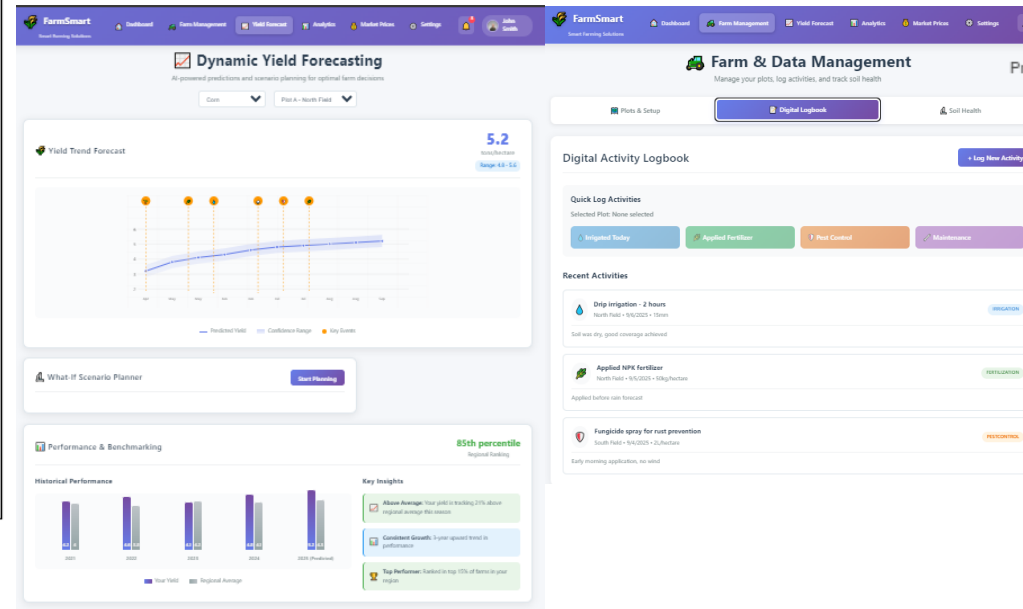 FarmSmart
Smart Farming Solutions
Dashboard
Farm Management
Yield Forecast
Analytics
Market Prices
Settings
John Smith
Dynamic Yield Forecasting
AI-powered predictions and scenario planning for optimal farm decisions
Corn
Plot A - North Field
Yield Trend Forecast
5.2
tons/hectare
Range: 4.8 - 5.6
Predicted Yield
Confidence Range
Key Events
What-If Scenario Planner
Start Planning
Performance & Benchmarking
85th percentile
Regional Ranking
Historical Performance
2021
2022
2023
2024
2025 (Predicted)
Your Yield
Regional Average
Key Insights
Above Average: Your yield is tracking 21% above
regional average this season
Consistent Growth: 3-year upward trend in
performance
Top Performer: Ranked in top 15% of farms in your
region
FarmSmart
Smart Farming Solutions
Dashboard
Farm Management
Yield Forecast
Analytics
Market Prices
Settings
Farm & Data Management
Manage your plots, log activities, and track soil health
Plots & Setup
Digital Logbook
Soil Health
Digital Activity Logbook
+ Log New Activity
Quick Log Activities
Selected Plot: None selected
Irrigated Today
Applied Fertilizer
Pest Control
Maintenance
Recent Activities
Drip irrigation - 2 hours
North Field • 9/6/2025 • 15mm
IRRIGATION
Soil was dry, good coverage achieved
Applied NPK fertilizer
North Field • 9/5/2025 • 50kg/hectare
FERTILIZATION
Applied before rain forecast
Fungicide spray for rust prevention
South Field • 9/4/2025 • 2L/hectare
PESTCONTROL
Early morning application, no wind